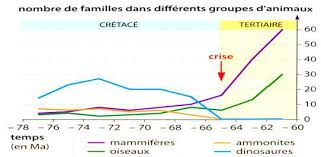 nombre de familles dans différents groupes d'animaux
CRÉTACÉ TERTIAIRE
60
50
crise
40
30
20
10
0
−78 −76 −74 −72 −70 −68 −66 −64 −62 −60
temps
(en Ma)
mammifères ammonites
oiseaux dinosaures